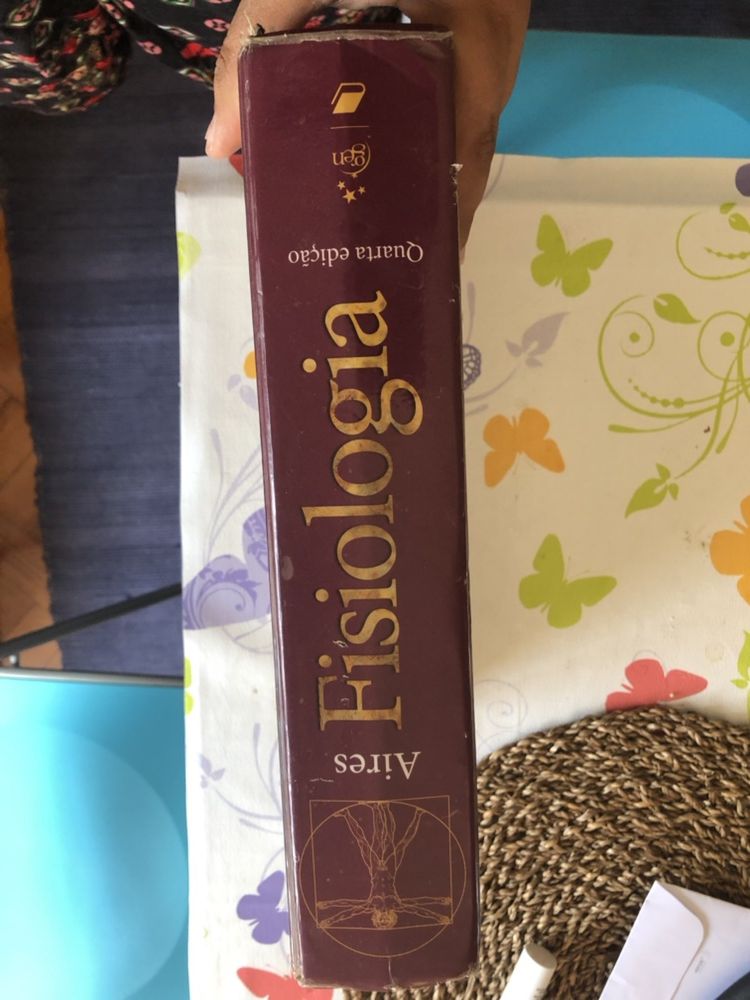 Aires
Fisiologia
Quarta edição
gen